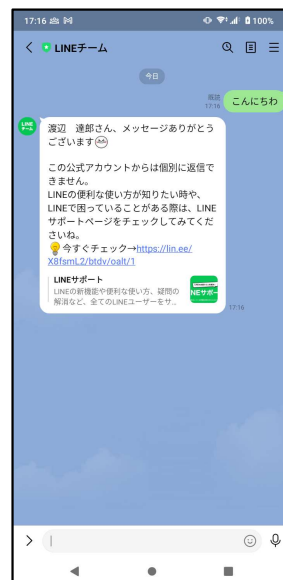 17:16
100%
LINEチーム
今日
既読
17:16
こんにちわ
LINE
チーム
渡辺 達郎さん、メッセージありがとう
ございます
この公式アカウントからは個別に返信で
きません。
LINEの便利な使い方が知りたい時や、
LINEで困っていることがある際は、LINE
サポートページをチェックしてみてくだ
さいね。
今すぐチェック→https://lin.ee/
X8fsmL2/btdv/oalt/1
LINEサポート
LINEの新機能や便利な使い方、疑問の
解消など、全てのLINEユーザーをサ...
NEサポー
17:16